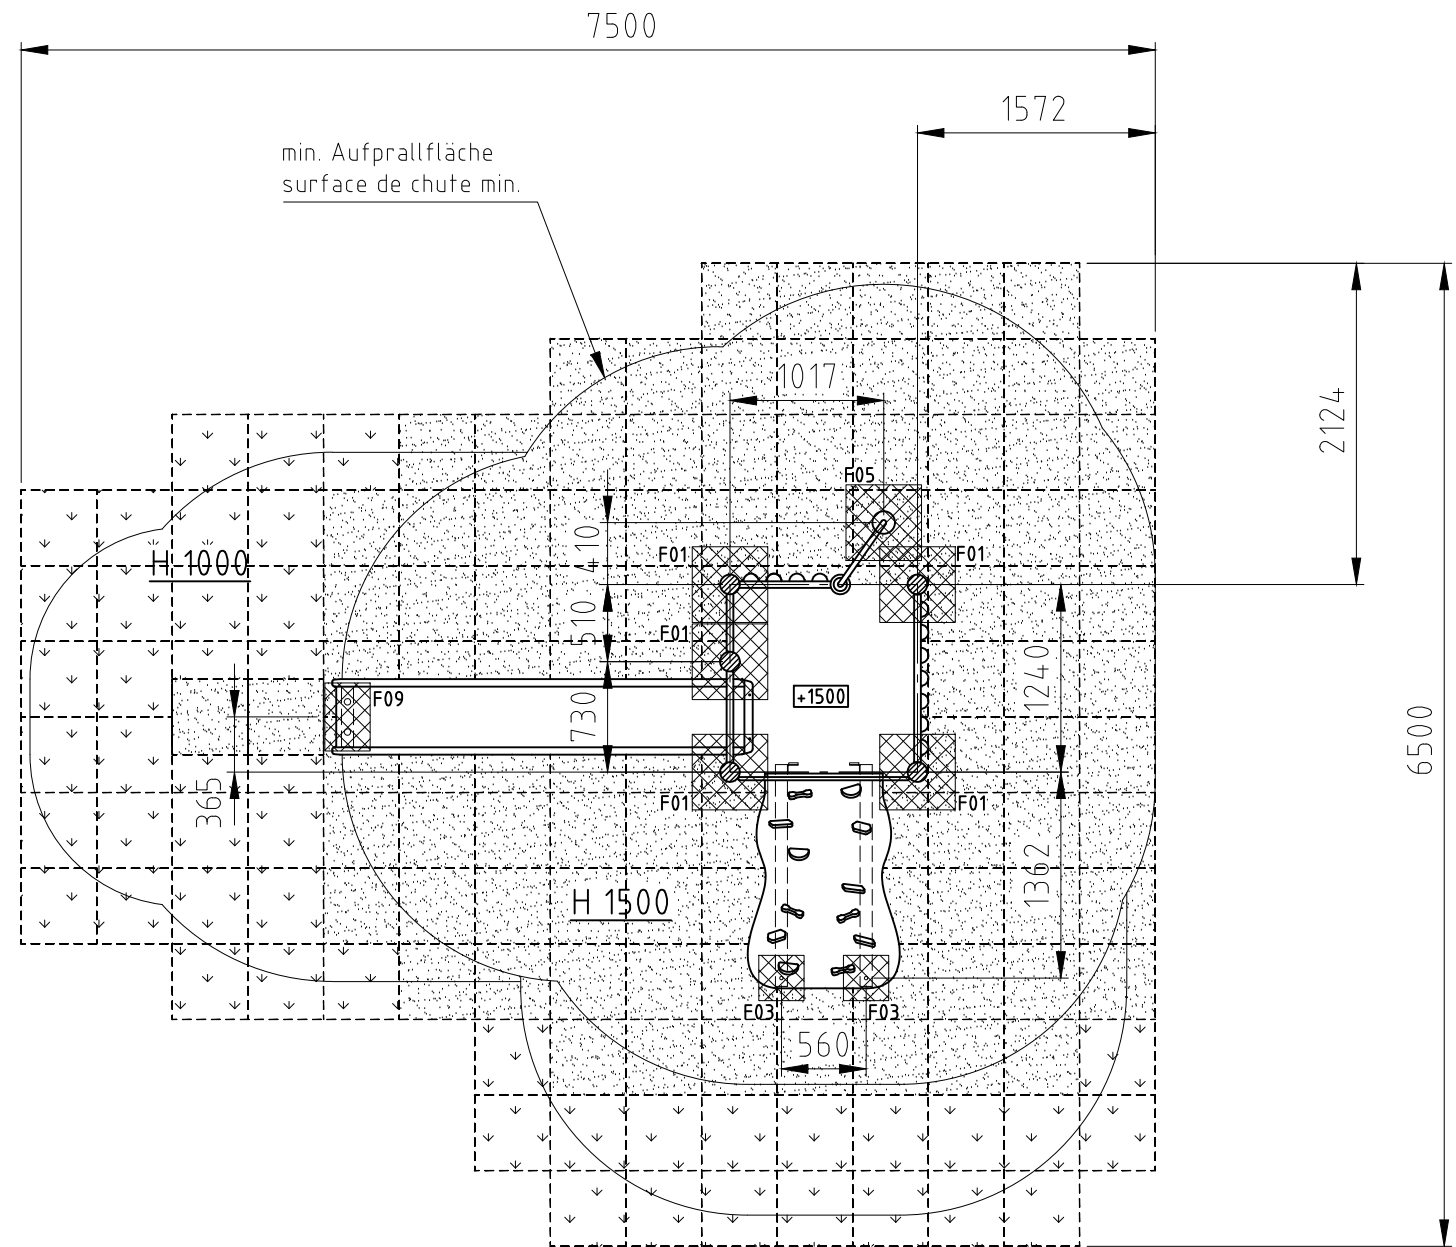 7500
1572
min. Aufprallfläche
surface de chute min.
1017
2124
F05
410
F01
F01
H 1000
510
F01
1240
+1500
F09
730
6500
365
F01
F01
1362
H 1500
F03
F03
560